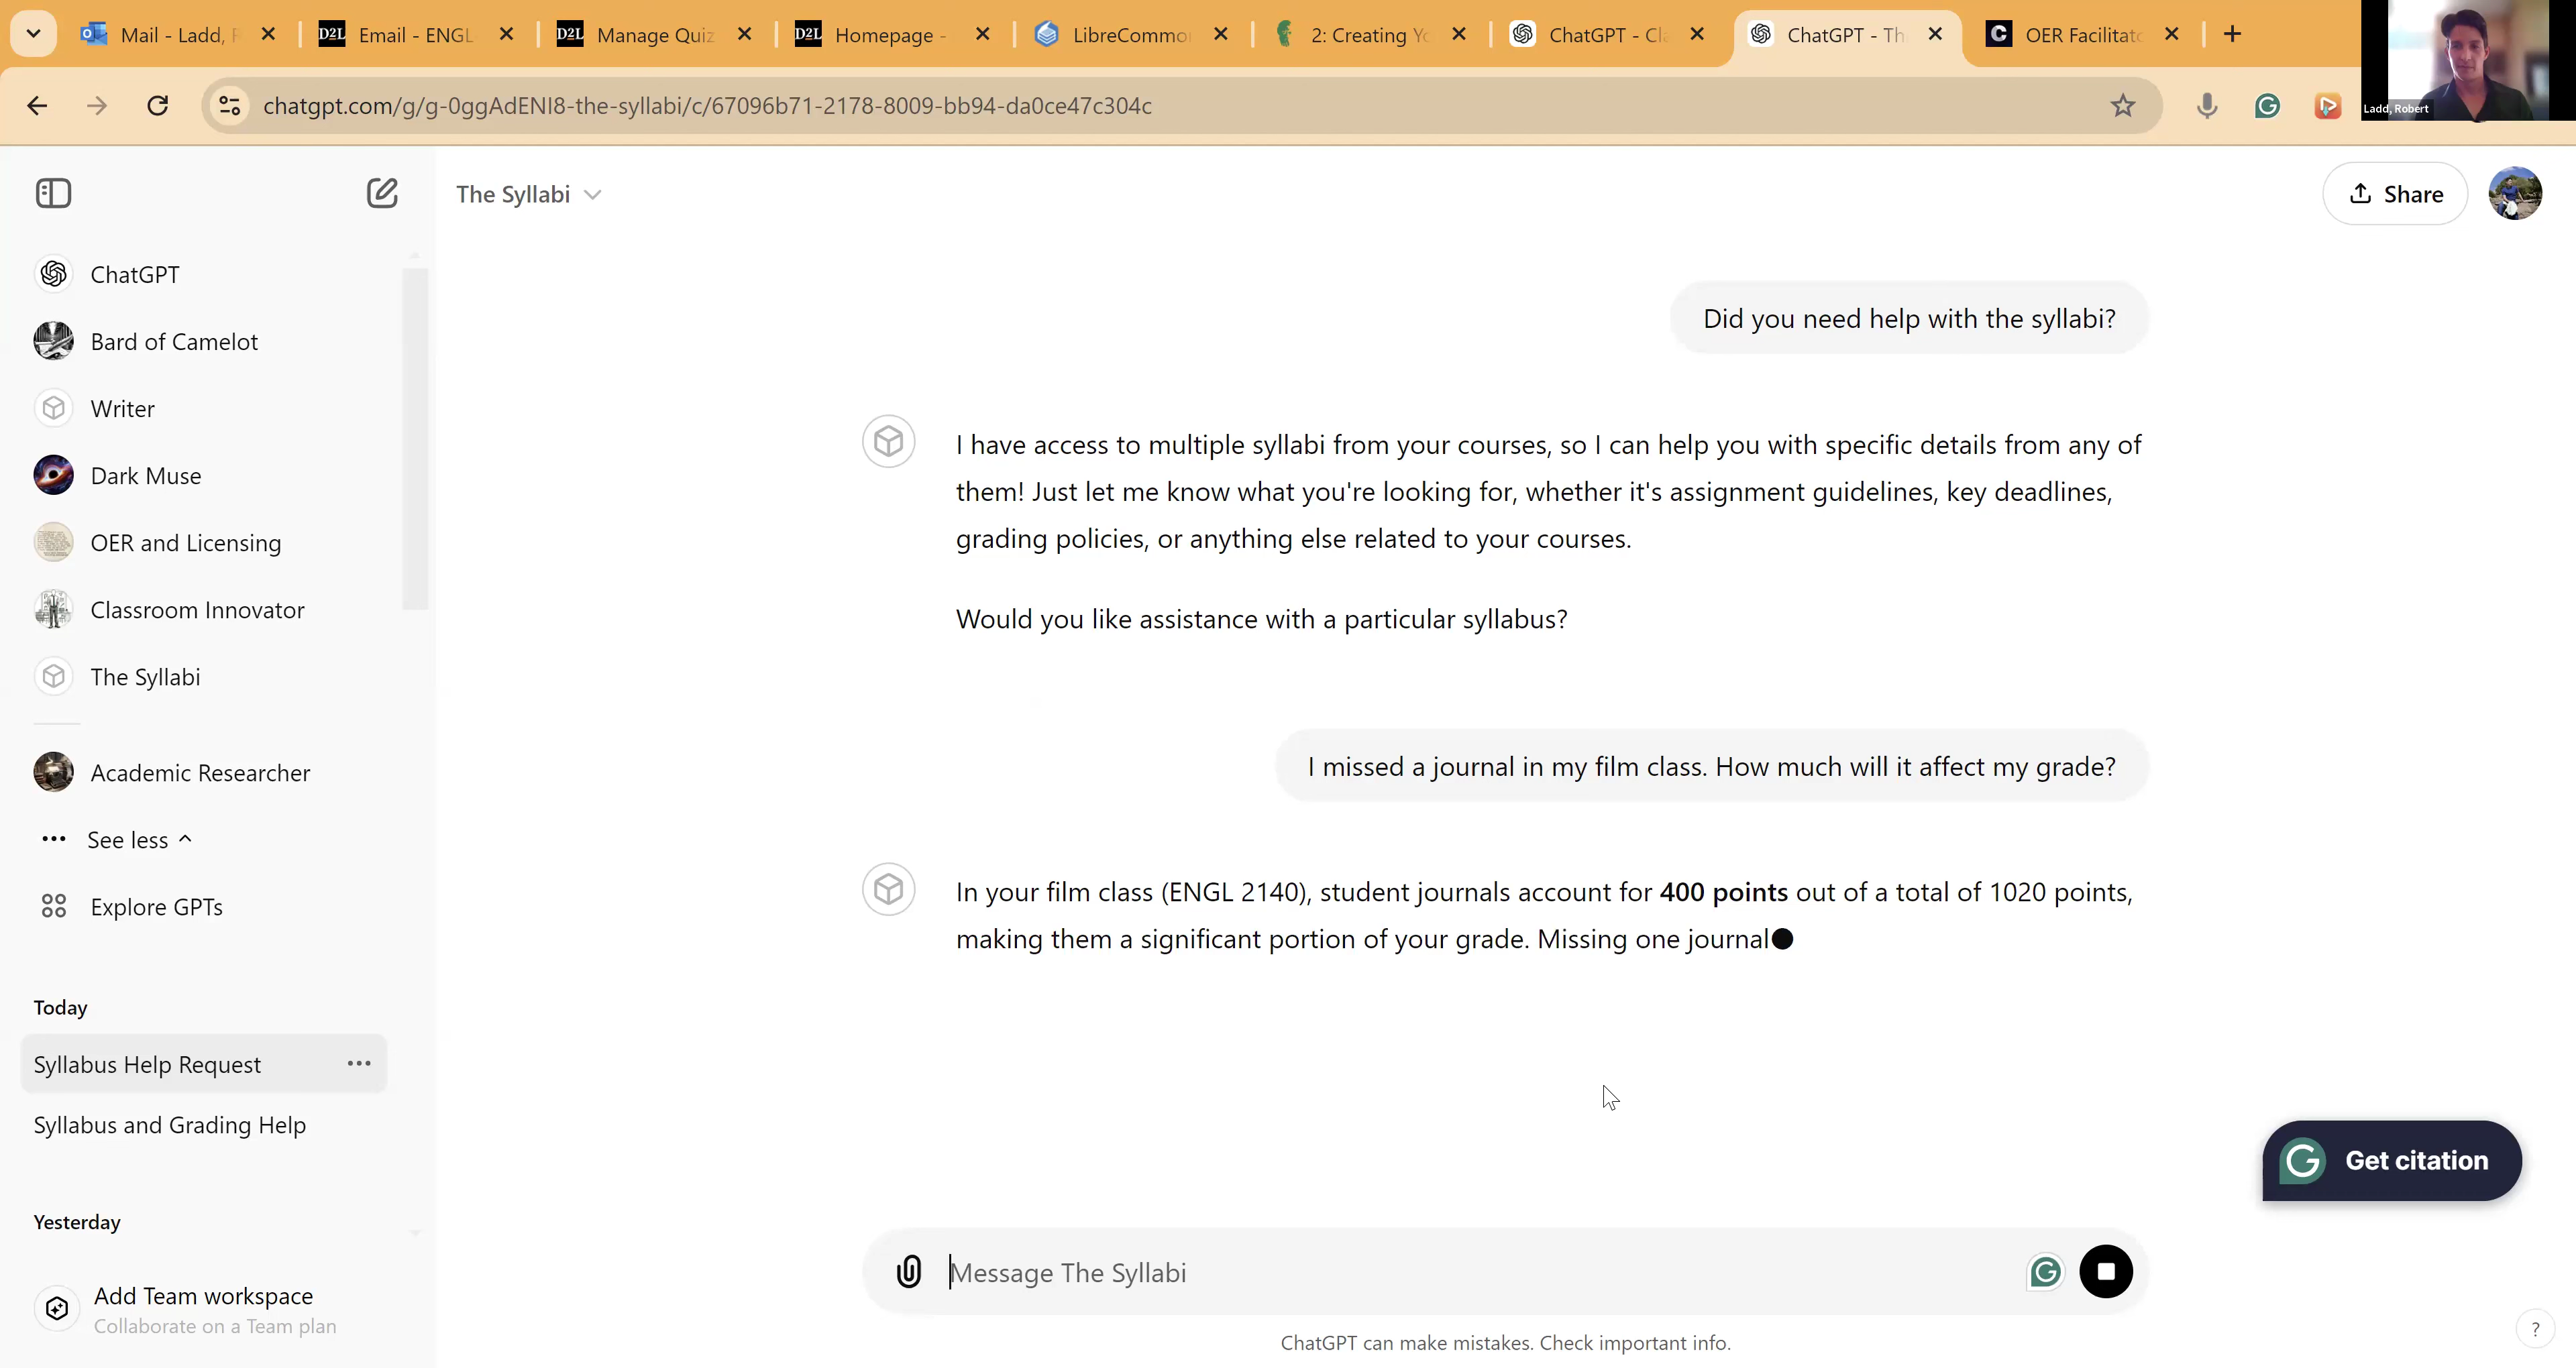 Mail - Ladd, R
D2L Email - ENGL
D2L Manage Quiz
D2L Homepage -
LibreCommo
2: Creating Yo
ChatGPT - Cla
ChatGPT - Th
C OER Facilitato
Ladd, Robert
chatgpt.com/g/g-0ggAdENI8-the-syllabi/c/67096b71-2178-8009-bb94-da0ce47c304c
The Syllabi
Share
ChatGPT
Bard of Camelot
Writer
Dark Muse
OER and Licensing
Classroom Innovator
The Syllabi
Academic Researcher
See less
Explore GPTs
Today
Syllabus Help Request
Syllabus and Grading Help
Yesterday
Add Team workspace
Collaborate on a Team plan
Did you need help with the syllabi?
I have access to multiple syllabi from your courses, so I can help you with specific details from any of
them! Just let me know what you're looking for, whether it's assignment guidelines, key deadlines,
grading policies, or anything else related to your courses.
Would you like assistance with a particular syllabus?
I missed a journal in my film class. How much will it affect my grade?
In your film class (ENGL 2140), student journals account for 400 points out of a total of 1020 points,
making them a significant portion of your grade. Missing one journal
Get citation
Message The Syllabi
ChatGPT can make mistakes. Check important info.
?